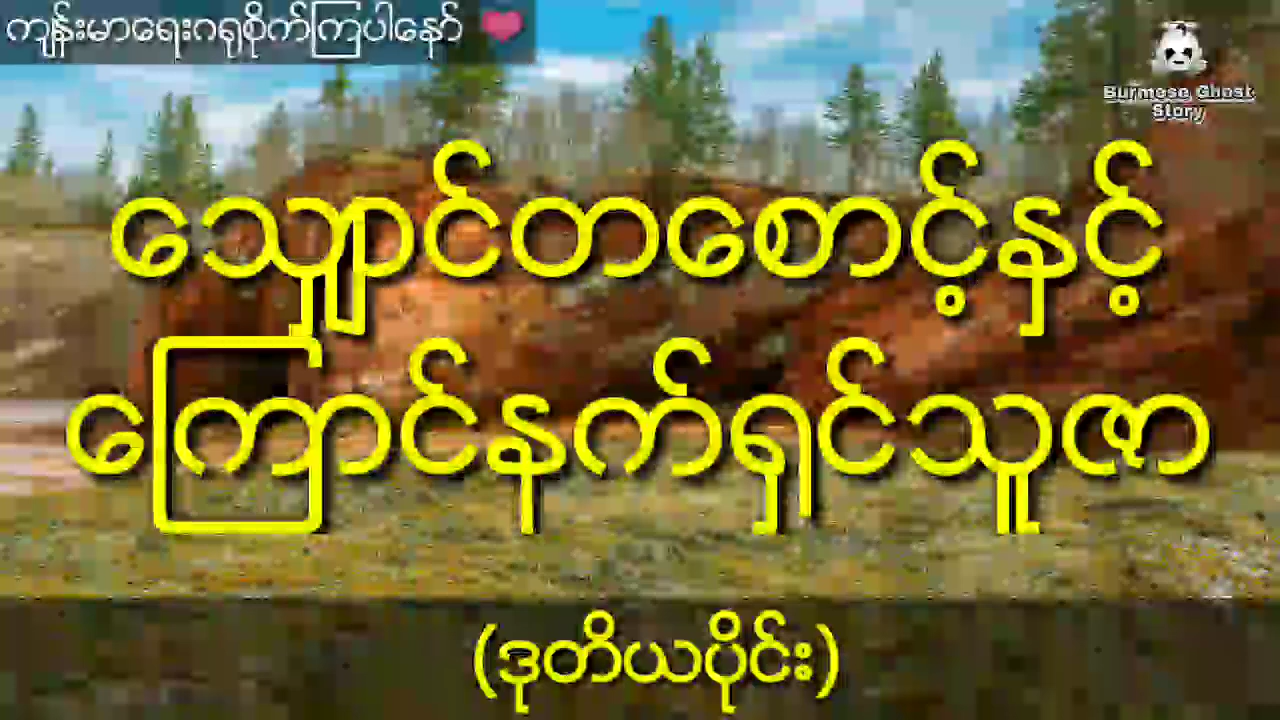 ကျန်းမာရေးဂရုစိုက်ကြပါနော် ❤
Burmese Ghost
Story
သျှောင်တစောင့်နှင့်
ကြောင်နက်ရှင်သူဇာ
(ဒုတိယပိုင်း)